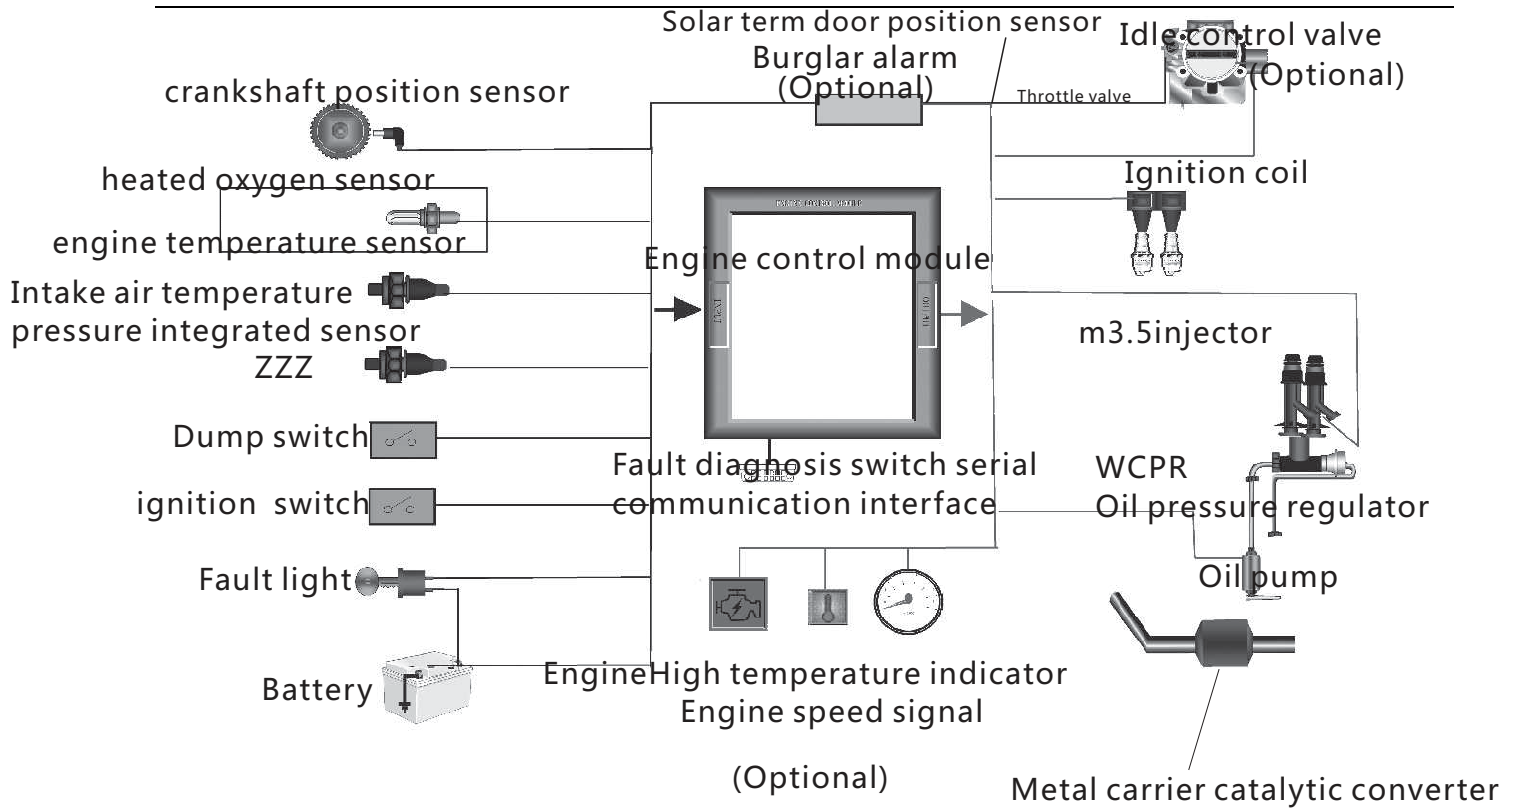 Solar term door position sensor
Burglar alarm
(Optional)
Idle control valve
(Optional)
Throttle valve
crankshaft position sensor
heated oxygen sensor
engine temperature sensor
Intake air temperature
pressure integrated sensor
ZZZ
Dump switch
ignition switch
Fault light
Battery
Engine control module
INPUT
Fault diagnosis switch serial
communication interface
EngineHigh temperature indicator
Engine speed signal
(Optional)
Ignition coil
m3.5injector
WCPR
Oil pressure regulator
Oil pump
Metal carrier catalytic converter